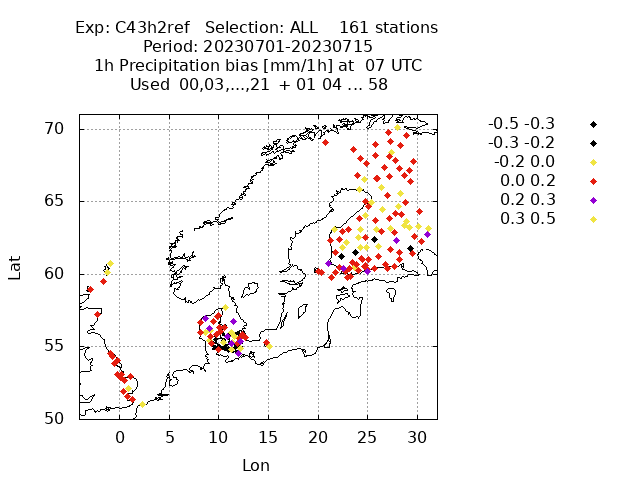 Exp: C43h2ref Selection: ALL 161 stations
Period: 20230701-20230715
1h Precipitation bias [mm/1h] at 07 UTC
Used 00,03,...,21 + 01 04 ... 58
-0.5 -0.3
-0.3 -0.2
-0.2 0.0
0.0 0.2
0.2 0.3
0.3 0.5
70
65
60
55
50
Lat
0 5 10 15 20 25 30
Lon